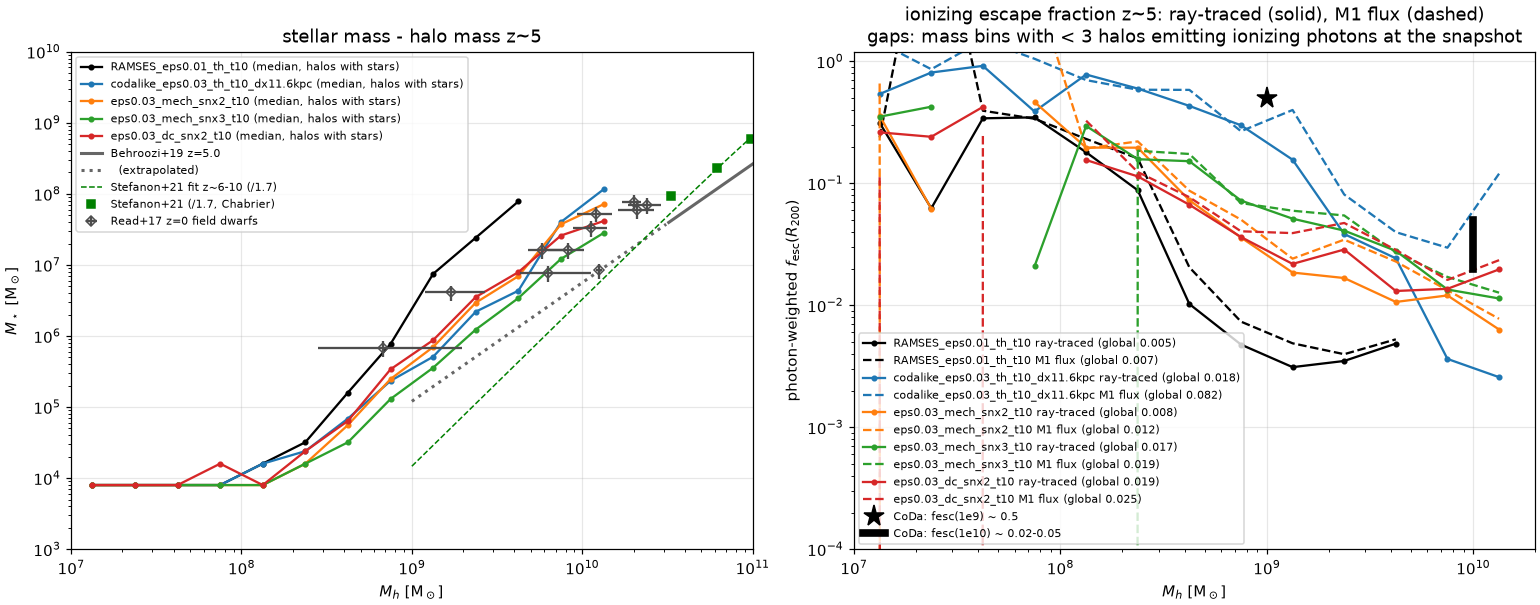 stellar mass - halo mass z~5
10^10
10^9
10^8
10^7
10^6
10^5
10^4
10^3
M⋆ [M⊙]
RAMSES_eps0.01_th_t10 (median, halos with stars)
codalike_eps0.03_th_t10_dx11.6kpc (median, halos with stars)
eps0.03_mech_snx2_t10 (median, halos with stars)
eps0.03_mech_snx3_t10 (median, halos with stars)
eps0.03_dc_snx2_t10 (median, halos with stars)
Behroozi+19 z=5.0
(extrapolated)
Stefanon+21 fit z~6-10 (/1.7)
Stefanon+21 (/1.7, Chabrier)
Read+17 z=0 field dwarfs
10^7
10^8
10^9
10^10
10^11
M_h [M⊙]
ionizing escape fraction z~5: ray-traced (solid), M1 flux (dashed)
gaps: mass bins with < 3 halos emitting ionizing photons at the snapshot
10^0
10^−1
10^−2
10^−3
10^−4
photon-weighted f_esc(R_200)
RAMSES_eps0.01_th_t10 ray-traced (global 0.005)
RAMSES_eps0.01_th_t10 M1 flux (global 0.007)
codalike_eps0.03_th_t10_dx11.6kpc ray-traced (global 0.018)
codalike_eps0.03_th_t10_dx11.6kpc M1 flux (global 0.082)
eps0.03_mech_snx2_t10 ray-traced (global 0.008)
eps0.03_mech_snx2_t10 M1 flux (global 0.012)
eps0.03_mech_snx3_t10 ray-traced (global 0.017)
eps0.03_mech_snx3_t10 M1 flux (global 0.019)
eps0.03_dc_snx2_t10 ray-traced (global 0.019)
eps0.03_dc_snx2_t10 M1 flux (global 0.025)
CoDa: fesc(1e9) ~ 0.5
CoDa: fesc(1e10) ~ 0.02-0.05
10^7
10^8
10^9
10^10
M_h [M⊙]